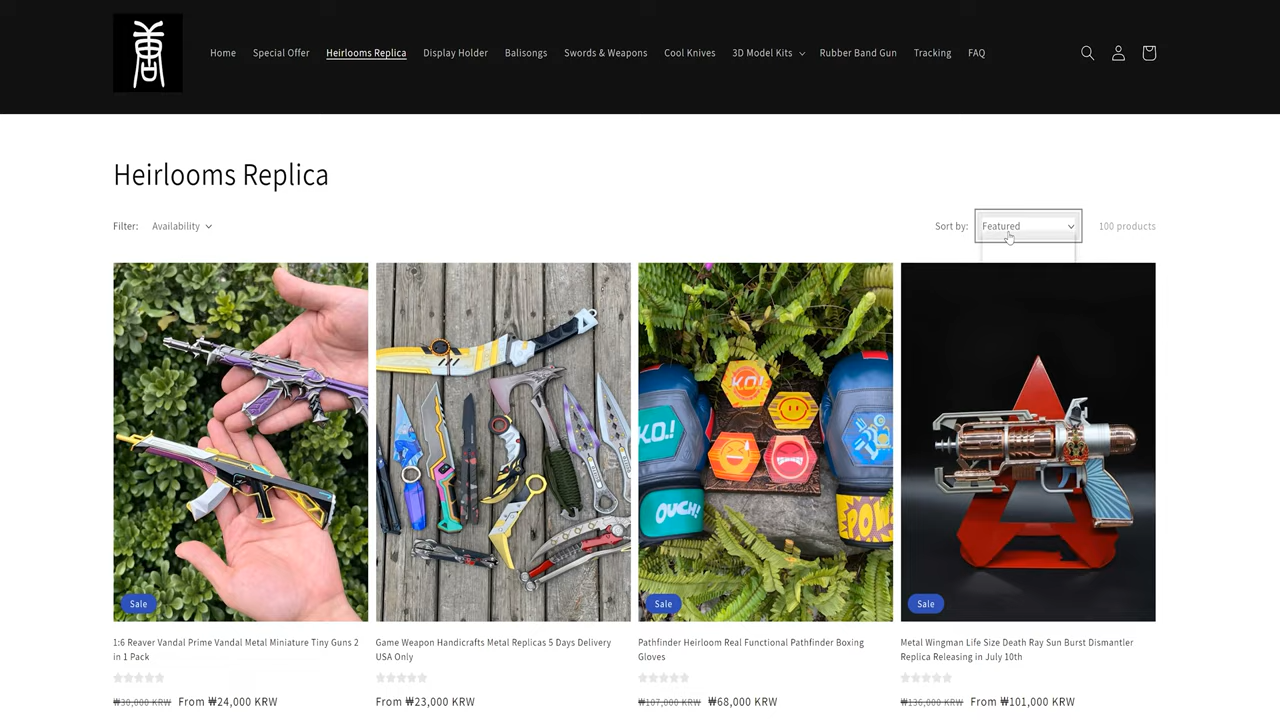 Home Special Offer Heirlooms Replica Display Holder Balisongs Swords & Weapons Cool Knives 3D Model Kits Rubber Band Gun Tracking FAQ
Heirlooms Replica
Filter: Availability Sort by: Featured 100 products
K.O.!
K.O.!
OUCH!
POW
Sale
Sale
Sale
1:6 Reaver Vandal Prime Vandal Metal Miniature Tiny Guns 2
in 1 Pack
₩30,000 KRW From ₩24,000 KRW
Game Weapon Handicrafts Metal Replicas 5 Days Delivery
USA Only
From ₩23,000 KRW
Pathfinder Heirloom Real Functional Pathfinder Boxing
Gloves
₩107,000 KRW ₩68,000 KRW
Metal Wingman Life Size Death Ray Sun Burst Dismantler
Replica Releasing in July 10th
₩136,000 KRW From ₩101,000 KRW